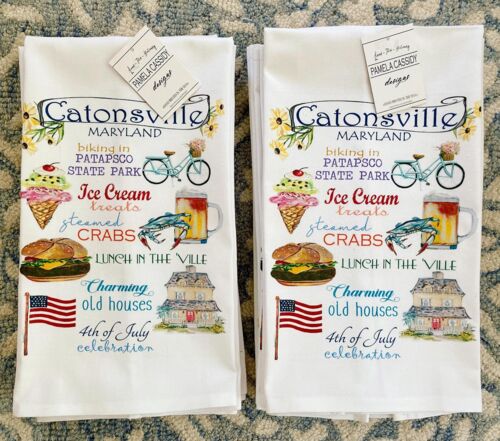 PAMELA CASSIDY
designs
Catonsville
MARYLAND
biking in
PATAPSCO
STATE PARK
Ice Cream
treats
steamed
CRABS
LUNCH IN THE VILLE
Charming
old houses
4th of July
celebration
PAMELA CASSIDY
designs
Catonsville
MARYLAND
biking in
PATAPSCO
STATE PARK
Ice Cream
treats
steamed
CRABS
LUNCH IN THE VILLE
Charming
old houses
4th of July
celebration